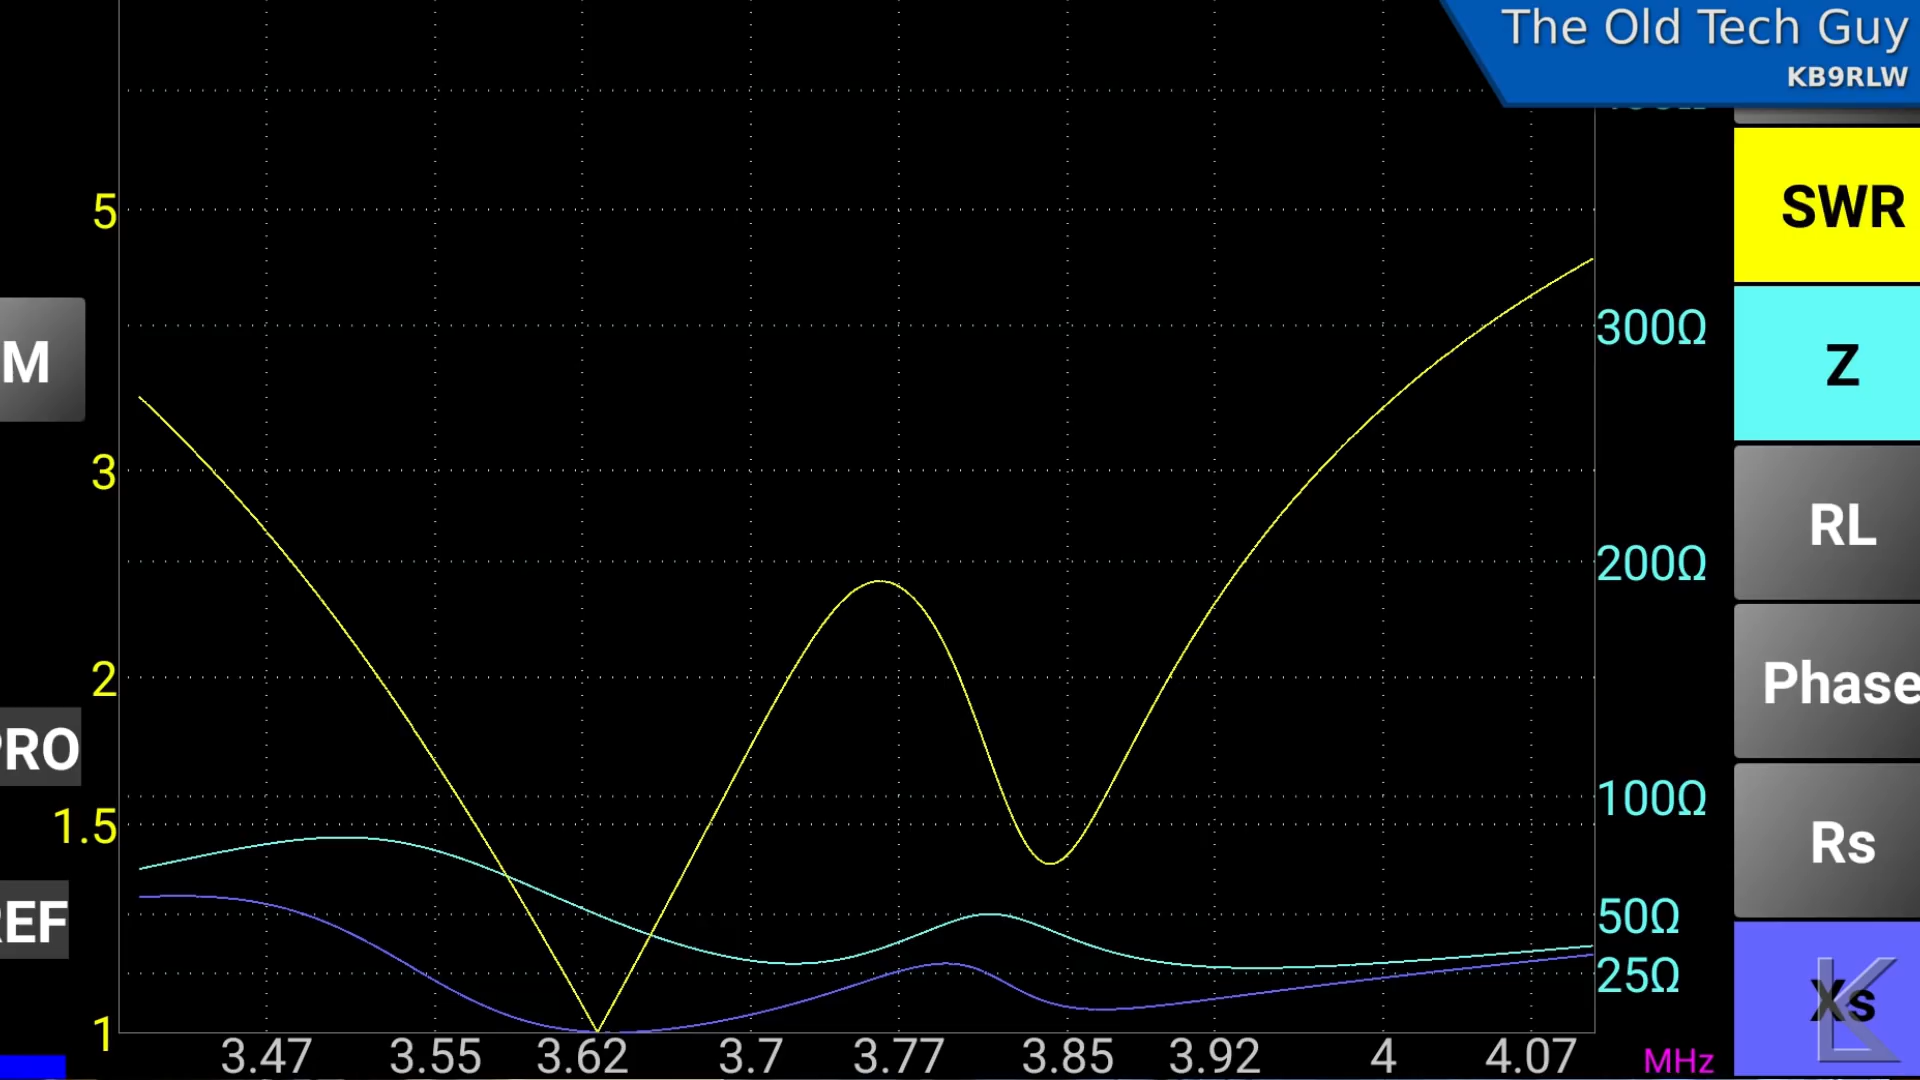 The Old Tech Guy
KB9RLW
5
3
2
1.5
1
M
PRO
REF
300Ω
200Ω
100Ω
50Ω
25Ω
SWR
Z
RL
Phase
Rs
Xs
3.47 3.55 3.62 3.7 3.77 3.85 3.92 4 4.07 MHz